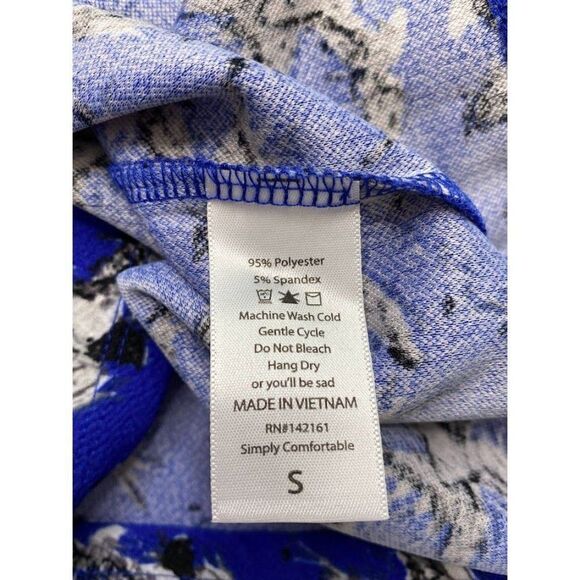 95% Polyester
5% Spandex
Machine Wash Cold
Gentle Cycle
Do Not Bleach
Hang Dry
or you'll be sad
MADE IN VIETNAM
RN#142161
Simply Comfortable
S